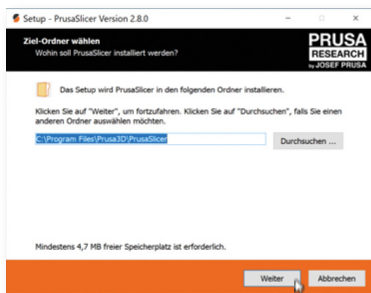 Setup - PrusaSlicer Version 2.8.0
Ziel-Ordner wählen
Wohin soll PrusaSlicer installiert werden?
PRUSA
RESEARCH
by JOSEF PRUSA
Das Setup wird PrusaSlicer in den folgenden Ordner installieren.
Klicken Sie auf "Weiter", um fortzufahren. Klicken Sie auf "Durchsuchen", falls Sie einen
anderen Ordner auswählen möchten.
C:\Program Files\Prusa3D\PrusaSlicer
Durchsuchen ...
Mindestens 4,7 MB freier Speicherplatz ist erforderlich.
Weiter
Abbrechen